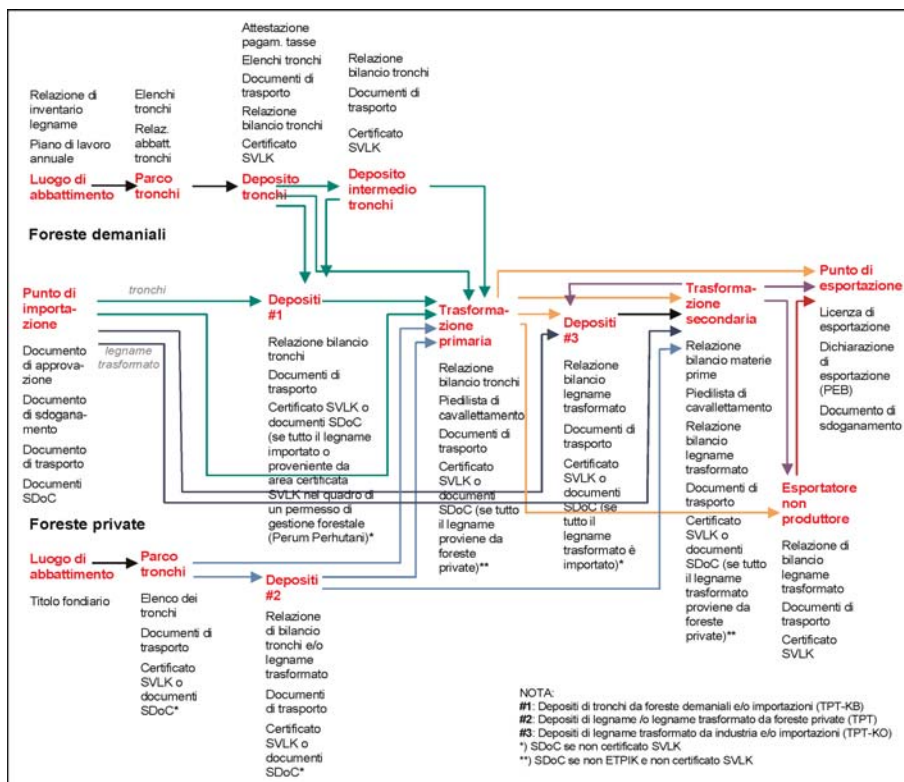 Relazione di
inventario
legname
Piano di lavoro
annuale
Luogo di
abbattimento
Elenchi
tronchi
Relaz.
abbatt.
tronchi
Parco
tronchi
Attestazione
pagam. tasse
Elenchi tronchi
Documenti di
trasporto
Relazione
bilancio tronchi
Certificato
SVLK
Deposito
tronchi
Relazione
bilancio tronchi
Documenti di
trasporto
Certificato
SVLK
Deposito
intermedio
tronchi
Foreste demaniali
Punto di
importazione
tronchi
legname
trasformato
Documento
di approva-
zione
Documento
di sdogana-
mento
Documento
di trasporto
Documenti
SDoC
Depositi
#1
Relazione bilancio
tronchi
Documenti di
trasporto
Certificato SVLK o
documenti SDoC
(se tutto il legname
importato o
proveniente da
area certificata
SVLK nel quadro di
un permesso di
gestione forestale
(Perum Perhutani)*
Trasforma-
zione
primaria
Relazione
bilancio tronchi
Piedilista di
cavallettamento
Documenti di
trasporto
Certificato
SVLK o
documenti
SDoC (se tutto
il legname
proviene da
foreste
private)**
Depositi
#3
Relazione
bilancio
legname
trasformato
Documenti di
trasporto
Certificato
SVLK o
documenti
SDoC (se
tutto il
legname
trasformato è
importato)*
Trasforma-
zione
secondaria
Relazione
bilancio materie
prime
Piedilista di
cavallettamento
Relazione
bilancio
legname
trasformato
Documenti di
trasporto
Certificato
SVLK o
documenti
SDoC (se tutto
il legname
trasformato
proviene da
foreste
private)**
Punto di
esportazione
Licenza di
esportazione
Dichiarazione
di
esportazione
(PEB)
Documento di
sdoganamento
Esportatore
non
produttore
Relazione di
bilancio
legname
trasformato
Documenti di
trasporto
Certificato
SVLK
Foreste private
Luogo di
abbattimento
Titolo fondiario
Parco
tronchi
Elenco dei
tronchi
Documenti di
trasporto
Certificato
SVLK o
documenti
SDoC*
Depositi
#2
Relazione
di bilancio
tronchi e/o
legname
trasformato
Documenti
di trasporto
Certificato
SVLK o
documenti
SDoC*
NOTA:
#1: Depositi di tronchi da foreste demaniali e/o importazioni (TPT-KB)
#2: Depositi di legname /o legname trasformato da foreste private (TPT)
#3: Depositi di legname trasformato da industria e/o importazioni (TPT-KO)
*) SDoC se non certificato SVLK
**) SDoC se non ETPIK e non certificato SVLK